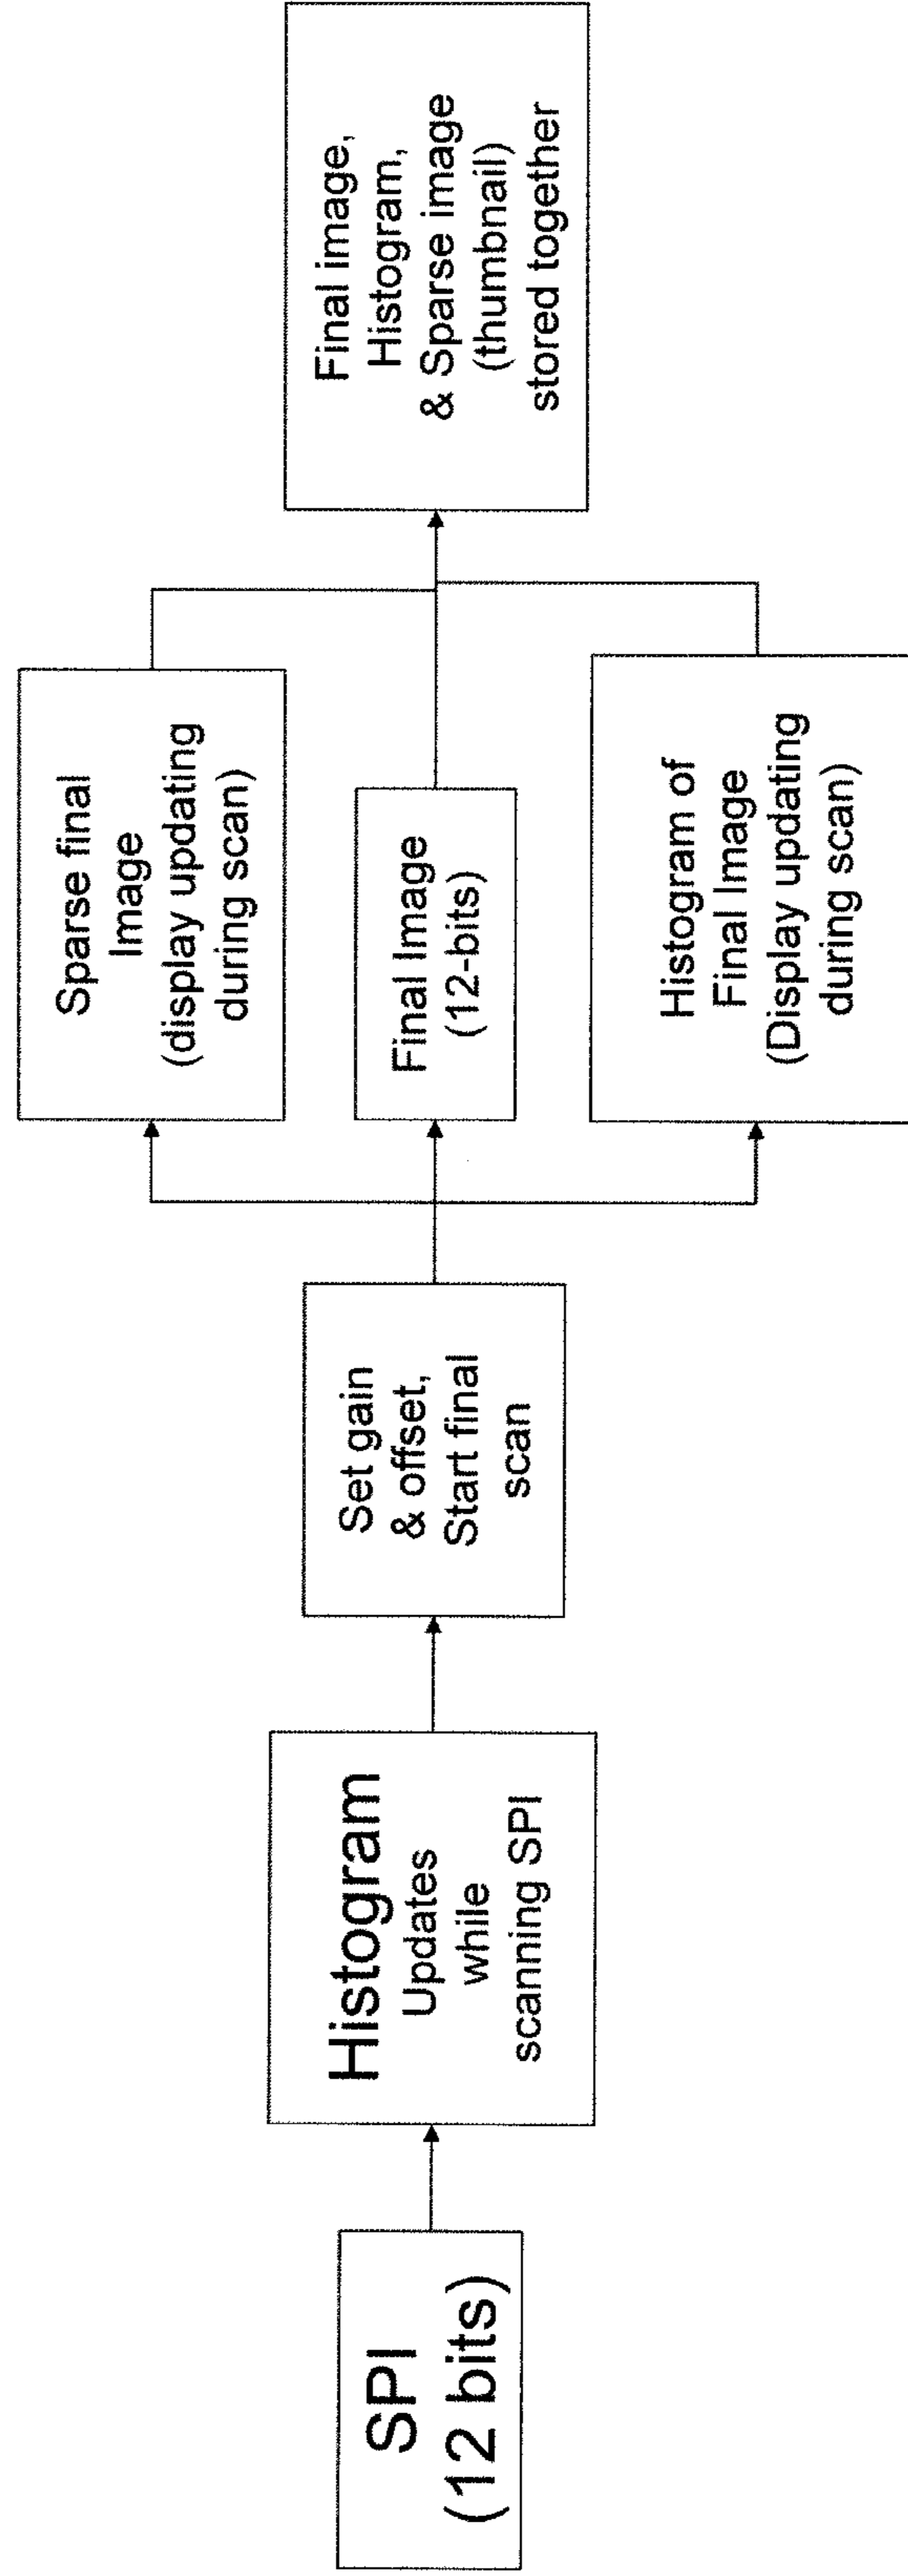 SPI
(12 bits)
Histogram
Updates
while
scanning SPI
Set gain
& offset,
Start final
scan
Sparse final
Image
(display updating
during scan)
Final Image
(12-bits)
Histogram of
Final Image
(Display updating
during scan)
Final image,
Histogram,
& Sparse image
(thumbnail)
stored together